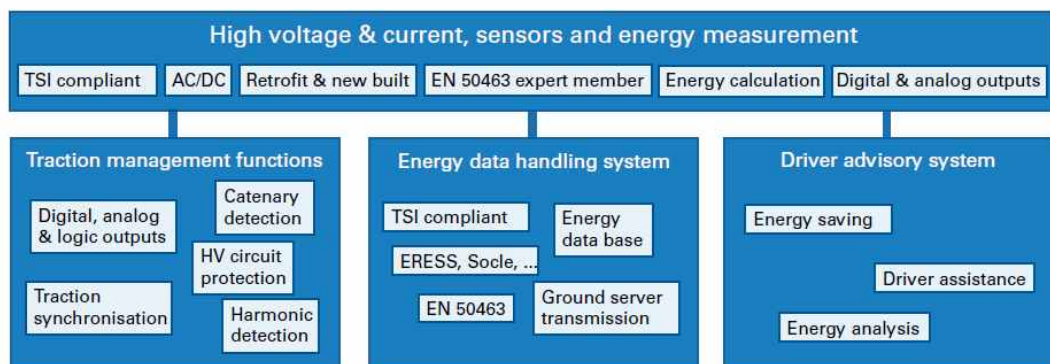 High voltage & current, sensors and energy measurement
TSI compliant
AC/DC
Retrofit & new built
EN 50463 expert member
Energy calculation
Digital & analog outputs
Traction management functions
Catenary
detection
Digital, analog
& logic outputs
HV circuit
protection
Traction
synchronisation
Harmonic
detection
Energy data handling system
TSI compliant
Energy
data base
ERESS, Socle, ...
EN 50463
Ground server
transmission
Driver advisory system
Energy saving
Driver assistance
Energy analysis